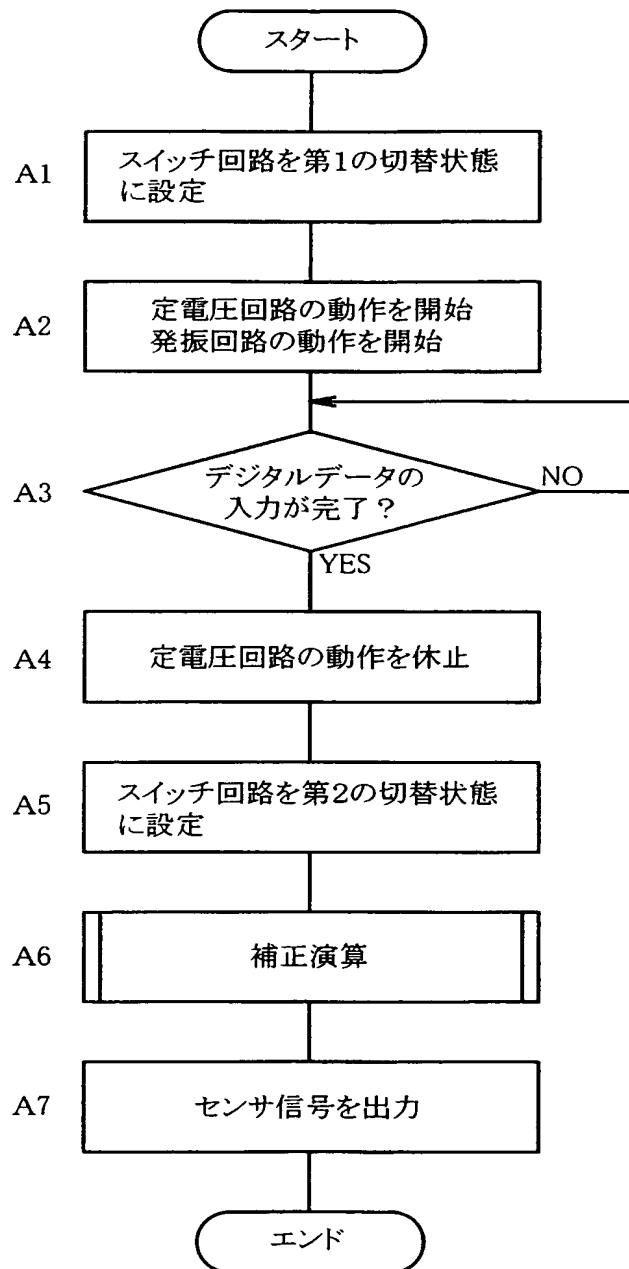 スタート
A1
スイッチ回路を第1の切替状態
に設定
A2
定電圧回路の動作を開始
発振回路の動作を開始
A3
デジタルデータの
入力が完了？
NO
YES
A4
定電圧回路の動作を休止
A5
スイッチ回路を第2の切替状態
に設定
A6
補正演算
A7
センサ信号を出力
エンド